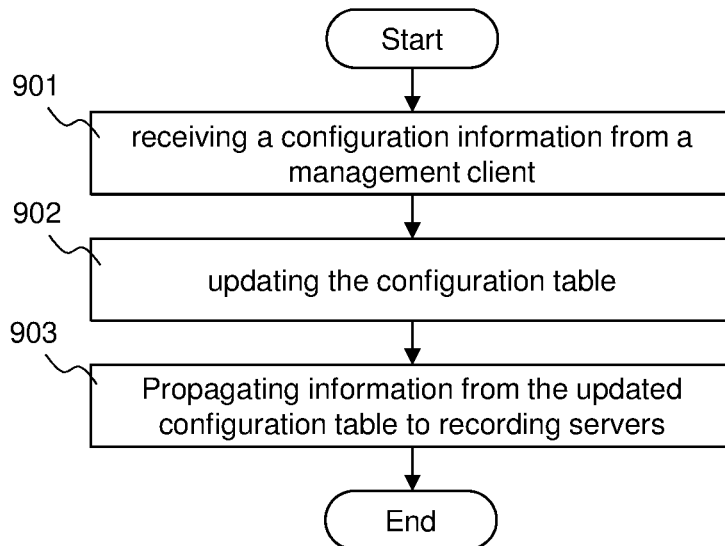 Start
901
receiving a configuration information from a
management client
902
updating the configuration table
903
Propagating information from the updated
configuration table to recording servers
End